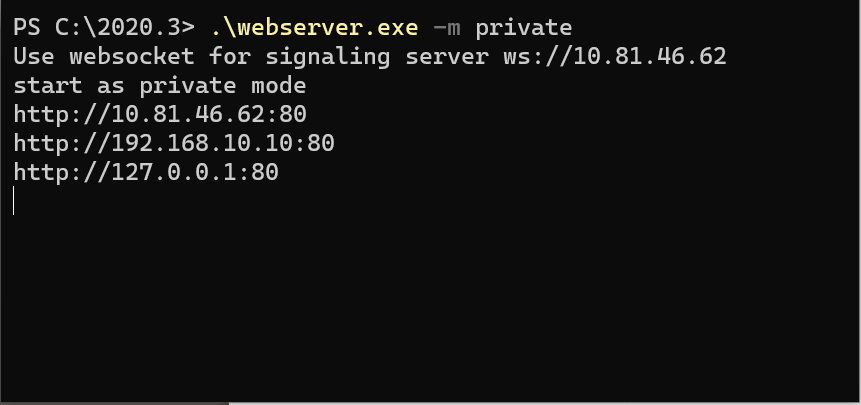 PS C:\2020.3> .\webserver.exe -m private
Use websocket for signaling server ws://10.81.46.62
start as private mode
http://10.81.46.62:80
http://192.168.10.10:80
http://127.0.0.1:80